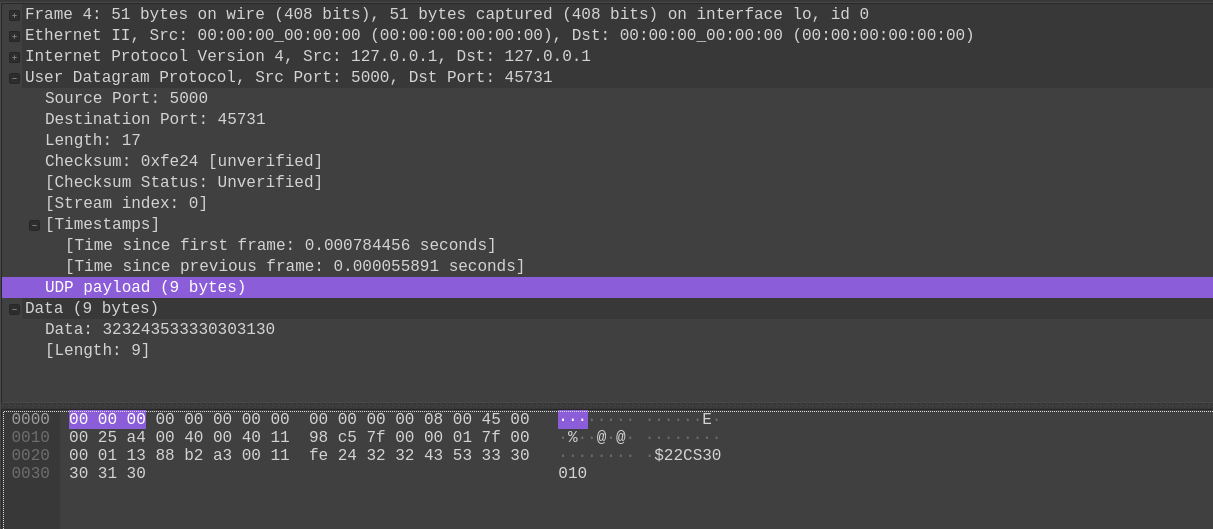 Frame 4: 51 bytes on wire (408 bits), 51 bytes captured (408 bits) on interface lo, id 0
Ethernet II, Src: 00:00:00_00:00:00 (00:00:00:00:00:00), Dst: 00:00:00_00:00:00 (00:00:00:00:00:00)
Internet Protocol Version 4, Src: 127.0.0.1, Dst: 127.0.0.1
User Datagram Protocol, Src Port: 5000, Dst Port: 45731
Source Port: 5000
Destination Port: 45731
Length: 17
Checksum: 0xfe24 [unverified]
[Checksum Status: Unverified]
[Stream index: 0]
[Timestamps]
[Time since first frame: 0.000784456 seconds]
[Time since previous frame: 0.000055891 seconds]
UDP payload (9 bytes)
Data (9 bytes)
Data: 323243533330303130
[Length: 9]
0000 00 00 00 00 00 00 00 00 00 00 00 00 08 00 45 00 ··············E·
0010 00 25 a4 00 40 00 40 11 98 c5 7f 00 00 01 7f 00 ·%··@·@·········
0020 00 01 13 88 b2 a3 00 11 fe 24 32 32 43 53 33 30 ·········$22CS30
0030 30 31 30 010